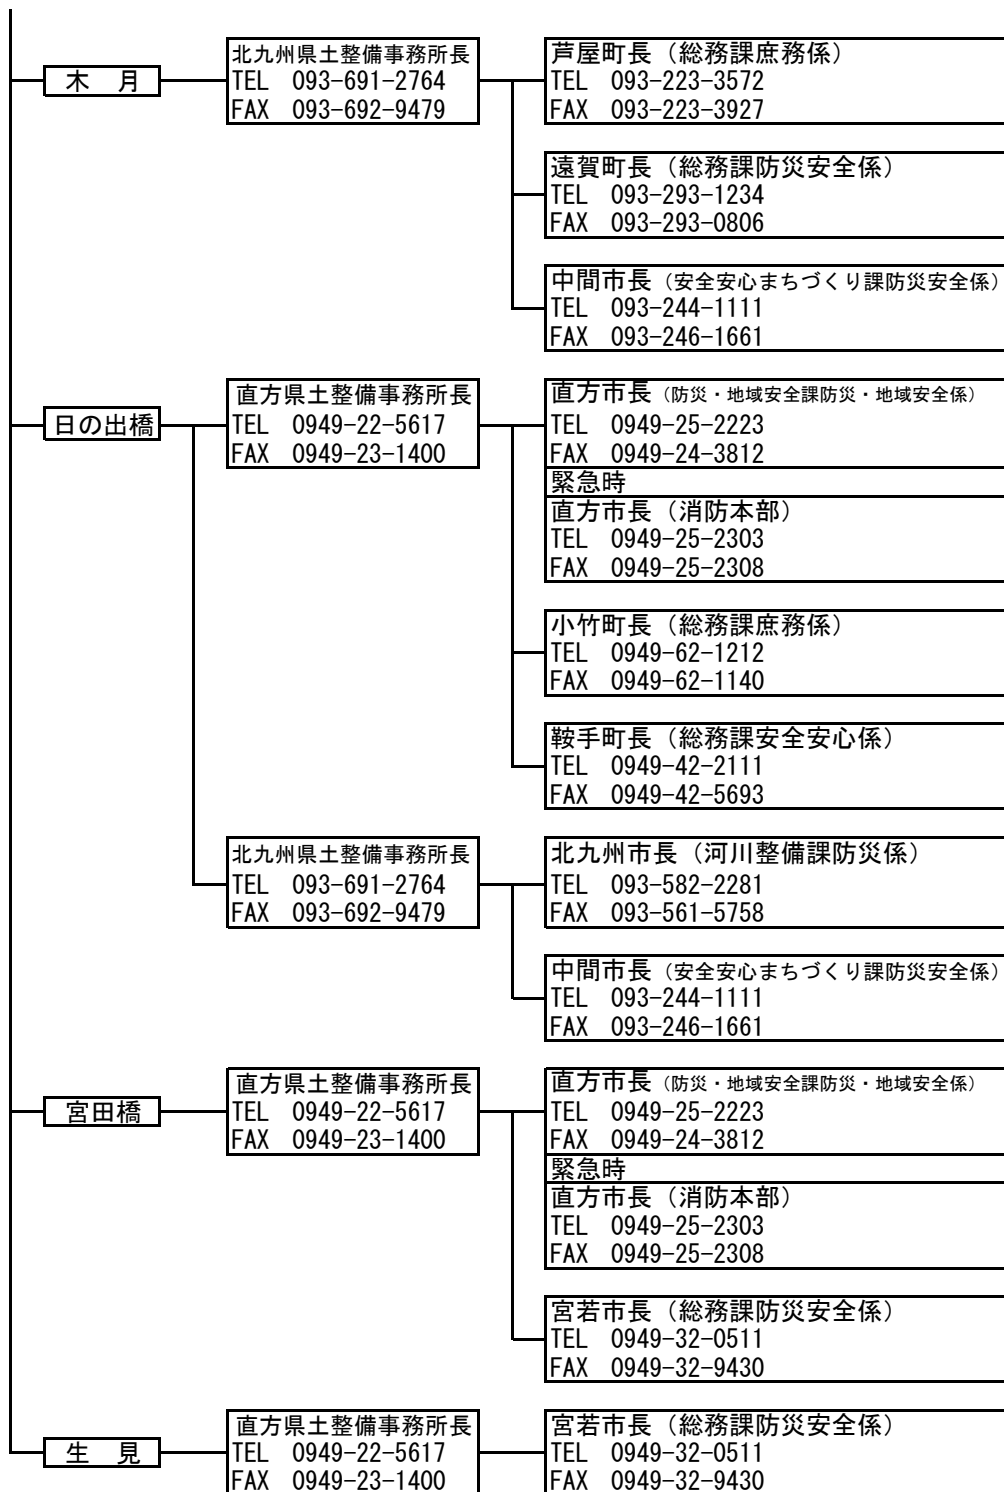 木　月
北九州県土整備事務所長
TEL　093-691-2764
FAX　093-692-9479
芦屋町長（総務課庶務係）
TEL　093-223-3572
FAX　093-223-3927
遠賀町長（総務課防災安全係）
TEL　093-293-1234
FAX　093-293-0806
中間市長（安全安心まちづくり課防災安全係）
TEL　093-244-1111
FAX　093-246-1661
日の出橋
直方県土整備事務所長
TEL　0949-22-5617
FAX　0949-23-1400
直方市長（防災・地域安全課防災・地域安全係）
TEL　0949-25-2223
FAX　0949-24-3812
緊急時
直方市長（消防本部）
TEL　0949-25-2303
FAX　0949-25-2308
小竹町長（総務課庶務係）
TEL　0949-62-1212
FAX　0949-62-1140
鞍手町長（総務課安全安心係）
TEL　0949-42-2111
FAX　0949-42-5693
北九州県土整備事務所長
TEL　093-691-2764
FAX　093-692-9479
北九州市長（河川整備課防災係）
TEL　093-582-2281
FAX　093-561-5758
中間市長（安全安心まちづくり課防災安全係）
TEL　093-244-1111
FAX　093-246-1661
宮田橋
直方県土整備事務所長
TEL　0949-22-5617
FAX　0949-23-1400
直方市長（防災・地域安全課防災・地域安全係）
TEL　0949-25-2223
FAX　0949-24-3812
緊急時
直方市長（消防本部）
TEL　0949-25-2303
FAX　0949-25-2308
宮若市長（総務課防災安全係）
TEL　0949-32-0511
FAX　0949-32-9430
生　見
直方県土整備事務所長
TEL　0949-22-5617
FAX　0949-23-1400
宮若市長（総務課防災安全係）
TEL　0949-32-0511
FAX　0949-32-9430